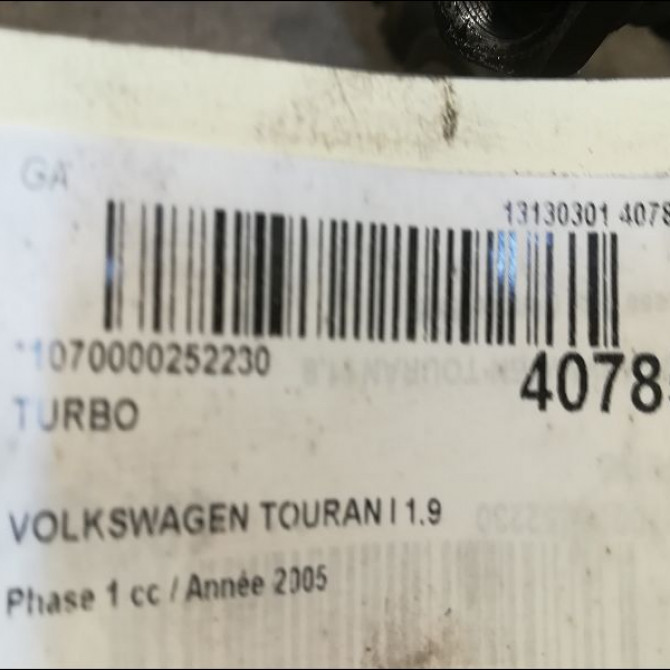 GA
13130301 4078
*1070000252230
4078
TURBO
VOLKSWAGEN TOURAN I 1.9
Phase 1 cc / Année 2005